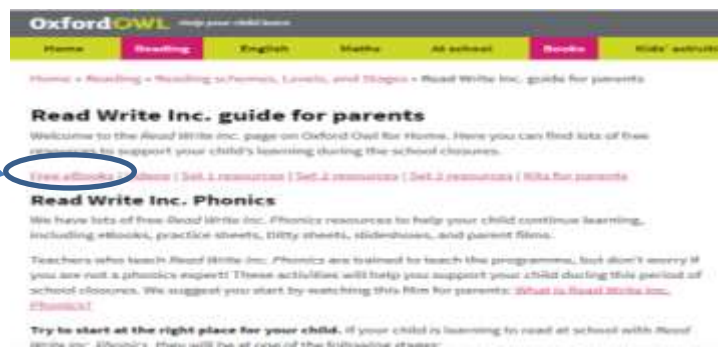 OxfordOWL Help your child learn
Home Reading English Maths At school Books Kids' activiti
Home » Reading » Reading schemes, Levels, and Stages » Read Write Inc. guide for parents
Read Write Inc. guide for parents
Welcome to the Read Write Inc. page on Oxford Owl for Home. Here you can find lots of free
resources to support your child's learning during the school closures.
Free eBooks | Videos | Set 1 resources | Set 2 resources | Set 3 resources | Kits for parents
Read Write Inc. Phonics
We have lots of free Read Write Inc. Phonics resources to help your child continue learning,
including eBooks, practice sheets, Ditty sheets, slideshows, and parent films.
Teachers who teach Read Write Inc. Phonics are trained to teach the programme, but don't worry if
you are not a phonics expert! These activities will help you support your child during this period of
school closures. We suggest you start by watching this film for parents: What is Read Write Inc.
Phonics?
Try to start at the right place for your child. If your child is learning to read at school with Read
Write Inc. Phonics, they will be at one of the following stages: